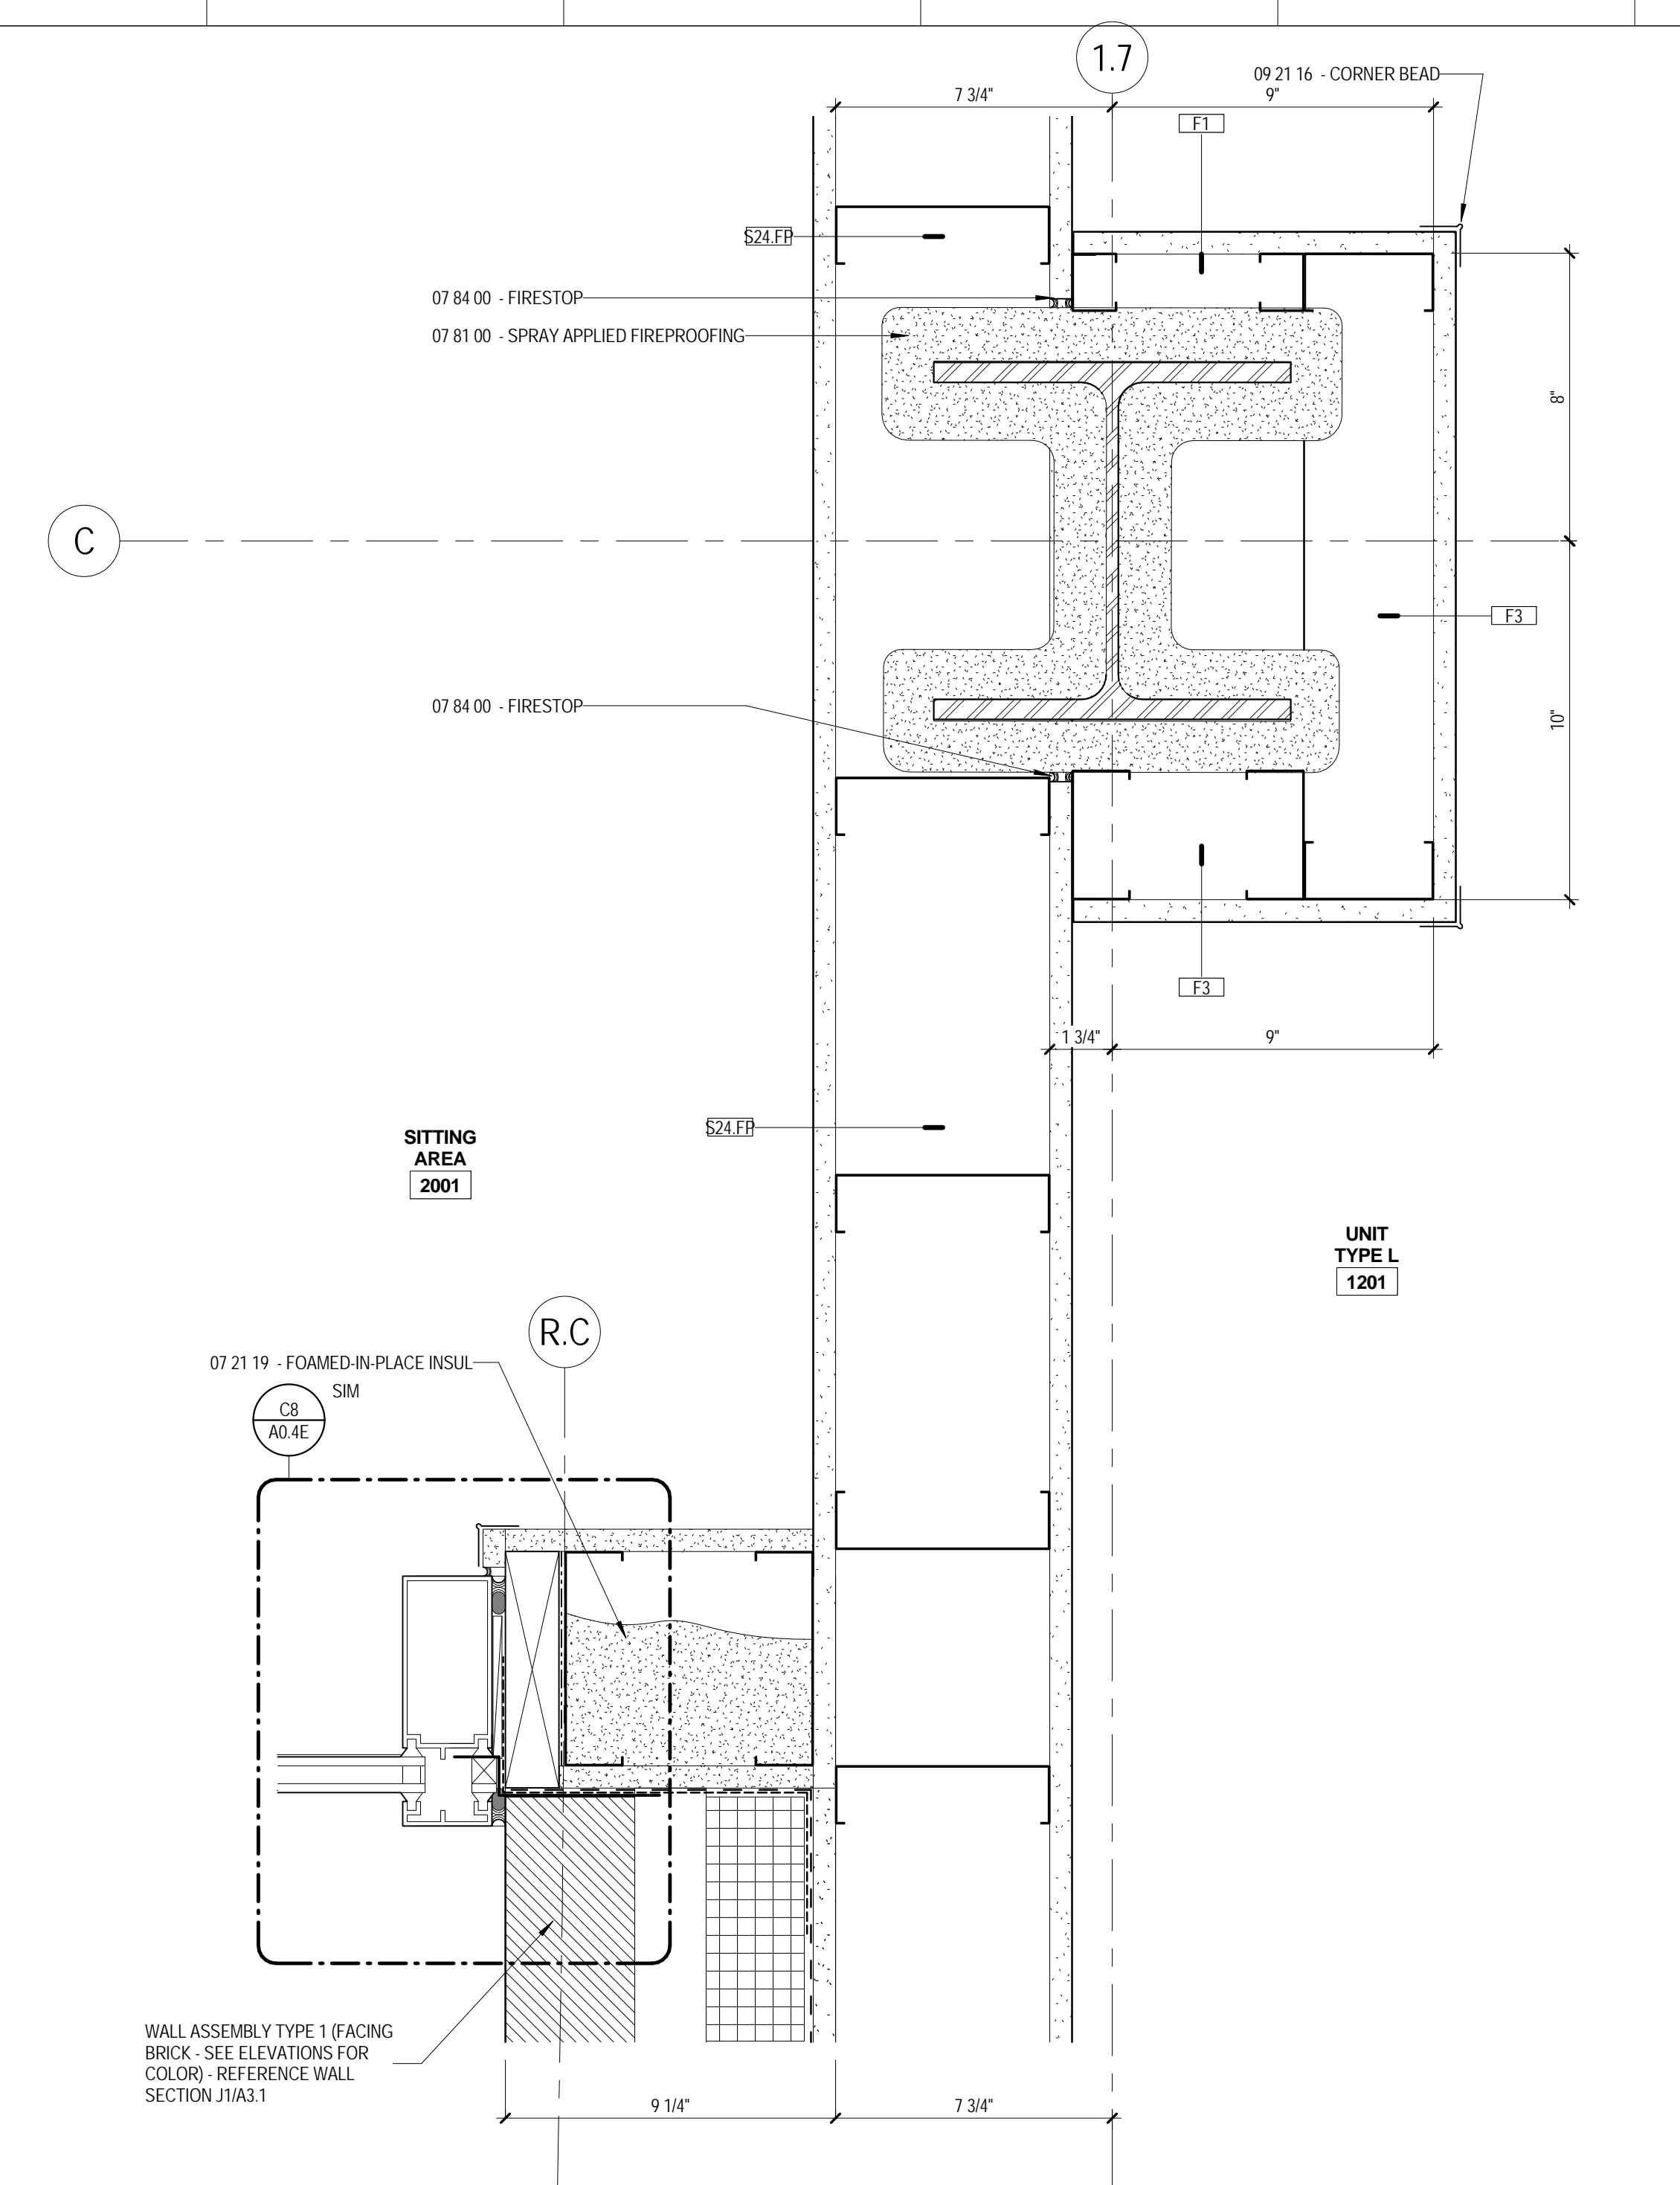 1.7
09 21 16 - CORNER BEAD
7 3/4"
9"
F1
S24.FP
07 84 00 - FIRESTOP
07 81 00 - SPRAY APPLIED FIREPROOFING
8"
C
F3
07 84 00 - FIRESTOP
10"
F3
1 3/4"
9"
S24.FP
SITTING
AREA
2001
UNIT
TYPE L
1201
R.C
07 21 19 - FOAMED-IN-PLACE INSUL
SIM
C8
A0.4E
WALL ASSEMBLY TYPE 1 (FACING
BRICK - SEE ELEVATIONS FOR
COLOR) - REFERENCE WALL
SECTION J1/A3.1
9 1/4"
7 3/4"